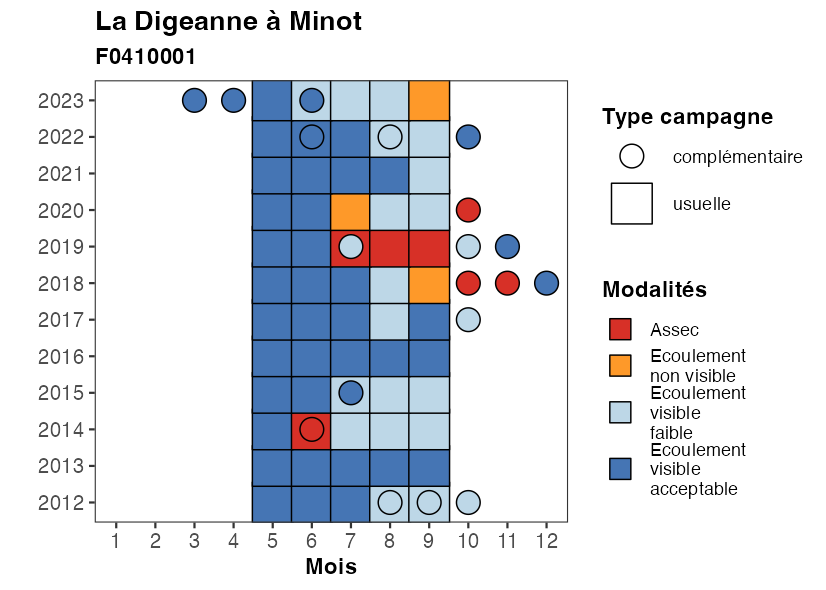 La Digeanne à Minot
F0410001
2023
2022
2021
2020
2019
2018
2017
2016
2015
2014
2013
2012
1 2 3 4 5 6 7 8 9 10 11 12
Mois
Type campagne
complémentaire
usuelle
Modalités
Assec
Ecoulement
non visible
Ecoulement
visible
faible
Ecoulement
visible
acceptable